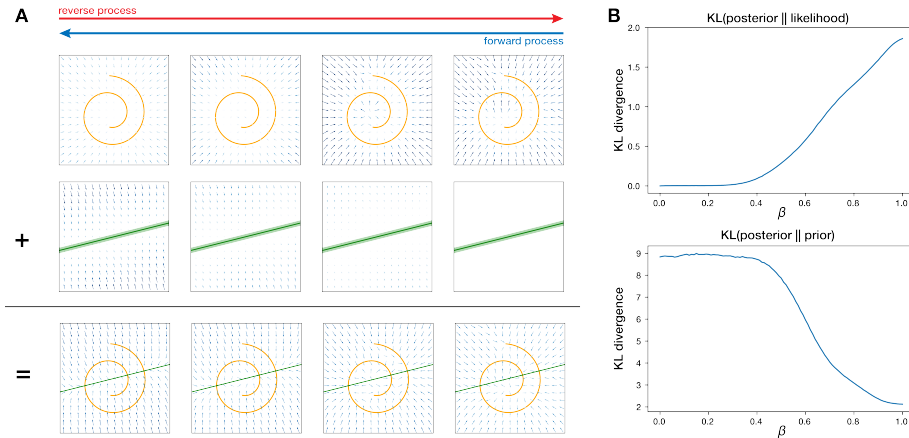 A
reverse process
forward process
+
=
B
KL(posterior || likelihood)
KL divergence
2.0
1.5
1.0
0.5
0.0
0.0 0.2 0.4 0.6 0.8 1.0
β
KL(posterior || prior)
KL divergence
9
8
7
6
5
4
3
2
0.0 0.2 0.4 0.6 0.8 1.0
β